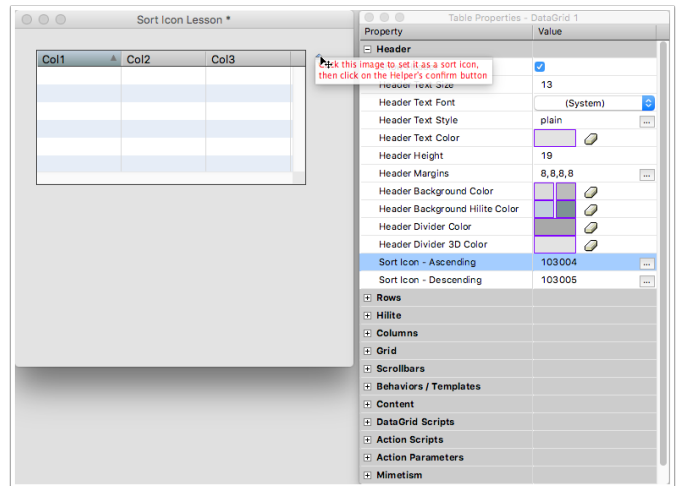 Sort Icon Lesson *
Col1
Col2
Col3
this image to set it as a sort icon,
then click on the Helper's confirm button
Table Properties - DataGrid 1
Property Value
Header
Header Text Size 13
Header Text Font (System)
Header Text Style plain ...
Header Text Color
Header Height 19
Header Margins 8,8,8,8 ...
Header Background Color
Header Background Hilite Color
Header Divider Color
Header Divider 3D Color
Sort Icon - Ascending 103004 ...
Sort Icon - Descending 103005 ...
Rows
Hilite
Columns
Grid
Scrollbars
Behaviors / Templates
Content
DataGrid Scripts
Action Scripts
Action Parameters
Mimetism